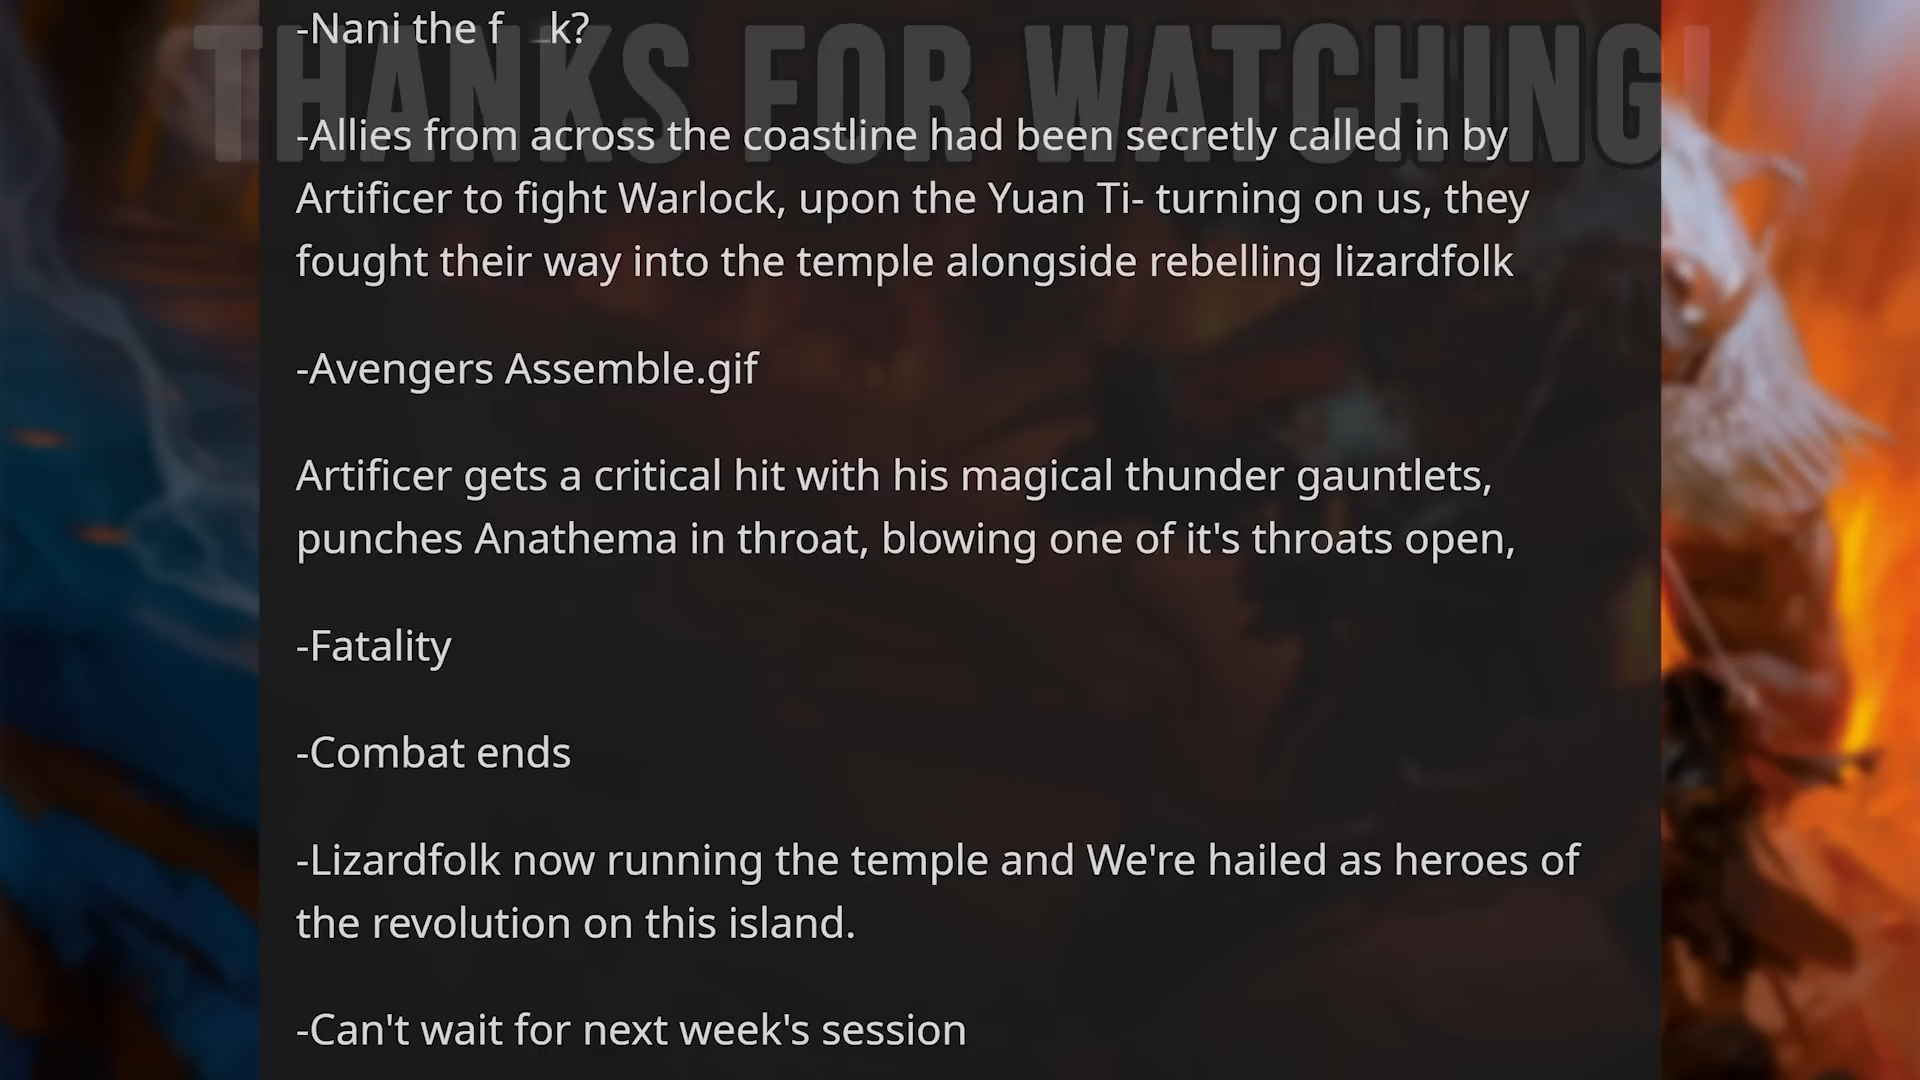 THANKS FOR WATCHING!
-Nani the f k?
-Allies from across the coastline had been secretly called in by
Artificer to fight Warlock, upon the Yuan Ti- turning on us, they
fought their way into the temple alongside rebelling lizardfolk
-Avengers Assemble.gif
Artificer gets a critical hit with his magical thunder gauntlets,
punches Anathema in throat, blowing one of it's throats open,
-Fatality
-Combat ends
-Lizardfolk now running the temple and We're hailed as heroes of
the revolution on this island.
-Can't wait for next week's session